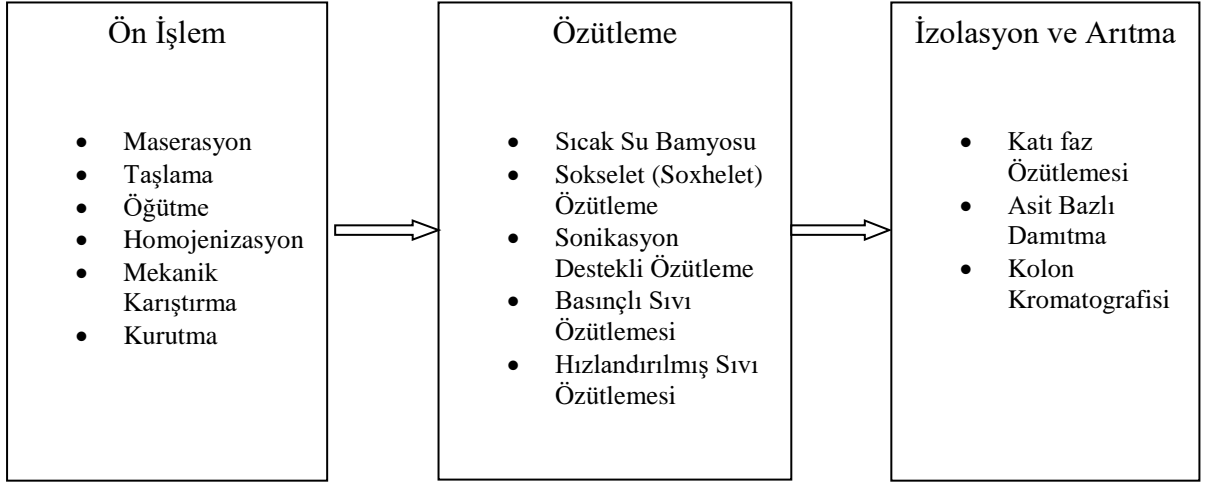 Ön İşlem
Maserasyon
Taşlama
Öğütme
Homojenizasyon
Mekanik
Karıştırma
Kurutma
Özütleme
Sıcak Su Bamyosu
Sokselet (Soxhelet)
Özütleme
Sonikasyon
Destekli Özütleme
Basınçlı Sıvı
Özütlemesi
Hızlandırılmış Sıvı
Özütlemesi
İzolasyon ve Arıtma
Katı faz
Özütlemesi
Asit Bazlı
Damıtma
Kolon
Kromatografisi